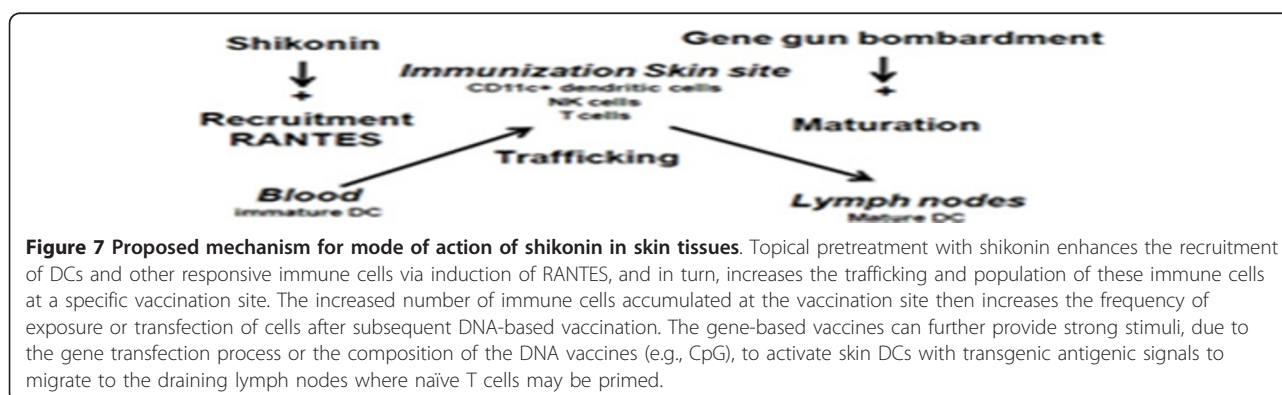 Shikonin
Gene gun bombardment
+
Immunization Skin site
+
CD11c+ dendritic cells
NK cells
T cells
Recruitment
RANTES
Maturation
Trafficking
Blood
immature DC
Lymph nodes
Mature DC
Figure 7 Proposed mechanism for mode of action of shikonin in skin tissues. Topical pretreatment with shikonin enhances the recruitment
of DCs and other responsive immune cells via induction of RANTES, and in turn, increases the trafficking and population of these immune cells
at a specific vaccination site. The increased number of immune cells accumulated at the vaccination site then increases the frequency of
exposure or transfection of cells after subsequent DNA-based vaccination. The gene-based vaccines can further provide strong stimuli, due to
the gene transfection process or the composition of the DNA vaccines (e.g., CpG), to activate skin DCs with transgenic antigenic signals to
migrate to the draining lymph nodes where naïve T cells may be primed.